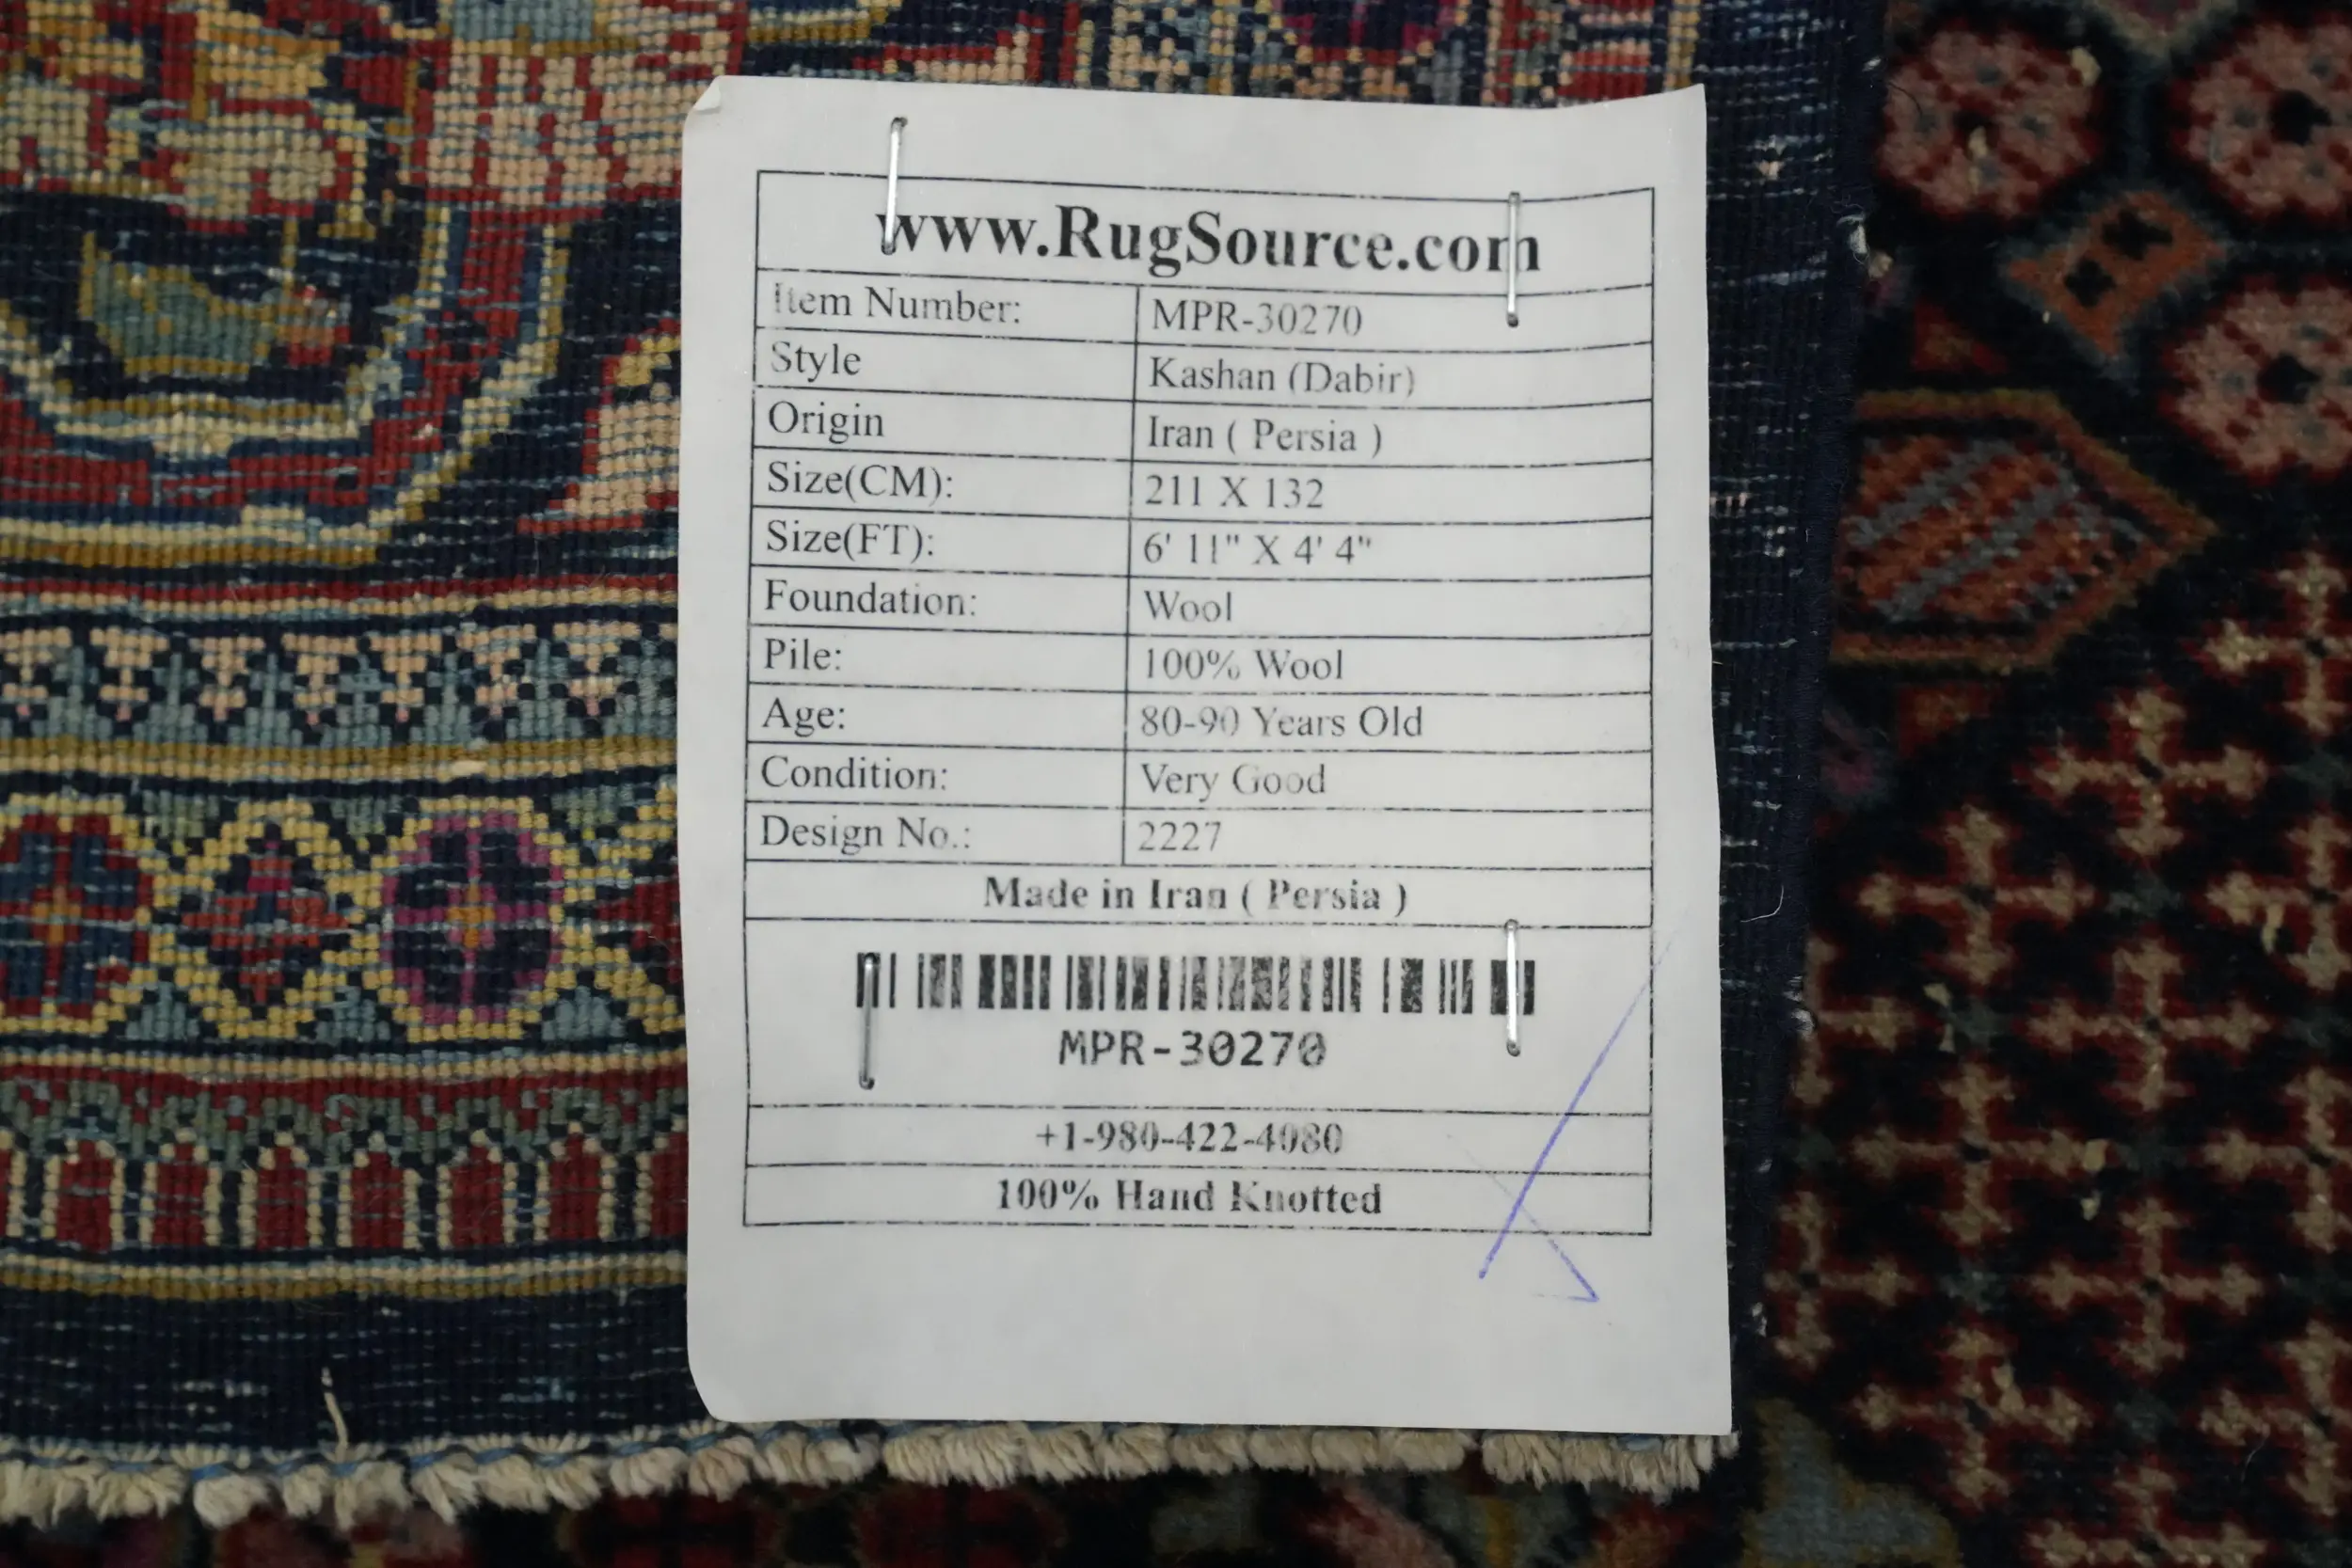 www.RugSource.com
Item Number: MPR-30270
Style Kashan (Dabir)
Origin Iran ( Persia )
Size(CM): 211 X 132
Size(FT): 6' 11" X 4' 4"
Foundation: Wool
Pile: 100% Wool
Age: 80-90 Years Old
Condition: Very Good
Design No.: 2227
Made in Iran ( Persia )
MPR-30270
+1-980-422-4080
100% Hand Knotted